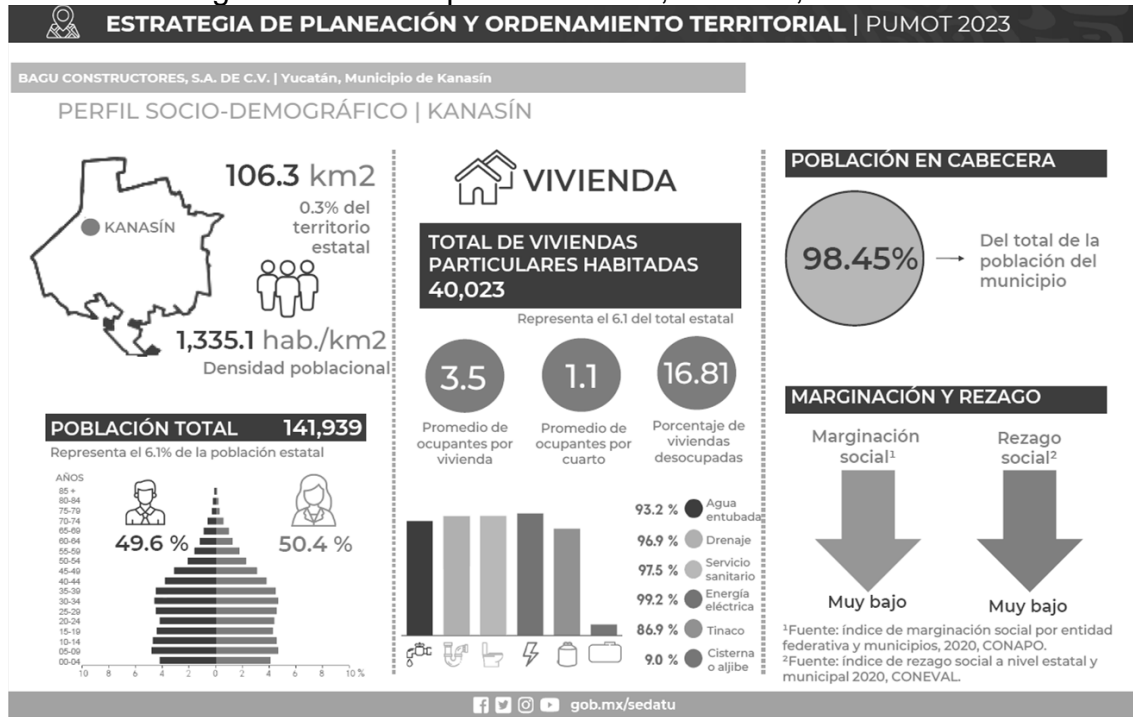 ESTRATEGIA DE PLANEACIÓN Y ORDENAMIENTO TERRITORIAL | PUMOT 2023
BAGU CONSTRUCTORES, S.A. DE C.V. | Yucatán, Municipio de Kanasín
PERFIL SOCIO-DEMOGRÁFICO | KANASÍN
KANASÍN
106.3 km2
0.3% del
territorio
estatal
1,335.1 hab./km2
Densidad poblacional
POBLACIÓN TOTAL 141,939
Representa el 6.1% de la población estatal
AÑOS
85 +
80-84
75-79
70-74
65-69
60-64
55-59
50-54
45-49
40-44
35-39
30-34
25-29
20-24
15-19
10-14
05-09
00-04
49.6 %
50.4 %
10 8 6 4 2 0 2 4 6 8 10 %
VIVIENDA
TOTAL DE VIVIENDAS
PARTICULARES HABITADAS
40,023
Representa el 6.1 del total estatal
3.5
Promedio de
ocupantes por
vivienda
1.1
Promedio de
ocupantes por
cuarto
16.81
Porcentaje de
viviendas
desocupadas
93.2 % Agua
entubada
96.9 % Drenaje
97.5 % Servicio
sanitario
99.2 % Energía
eléctrica
86.9 % Tinaco
9.0 % Cisterna
o aljibe
POBLACIÓN EN CABECERA
98.45%
Del total de la
población del
municipio
MARGINACIÓN Y REZAGO
Marginación
social¹
Muy bajo
Rezago
social²
Muy bajo
¹Fuente: índice de marginación social por entidad
federativa y municipios, 2020, CONAPO.
²Fuente: índice de rezago social a nivel estatal y
municipal 2020, CONEVAL.
gob.mx/sedatu